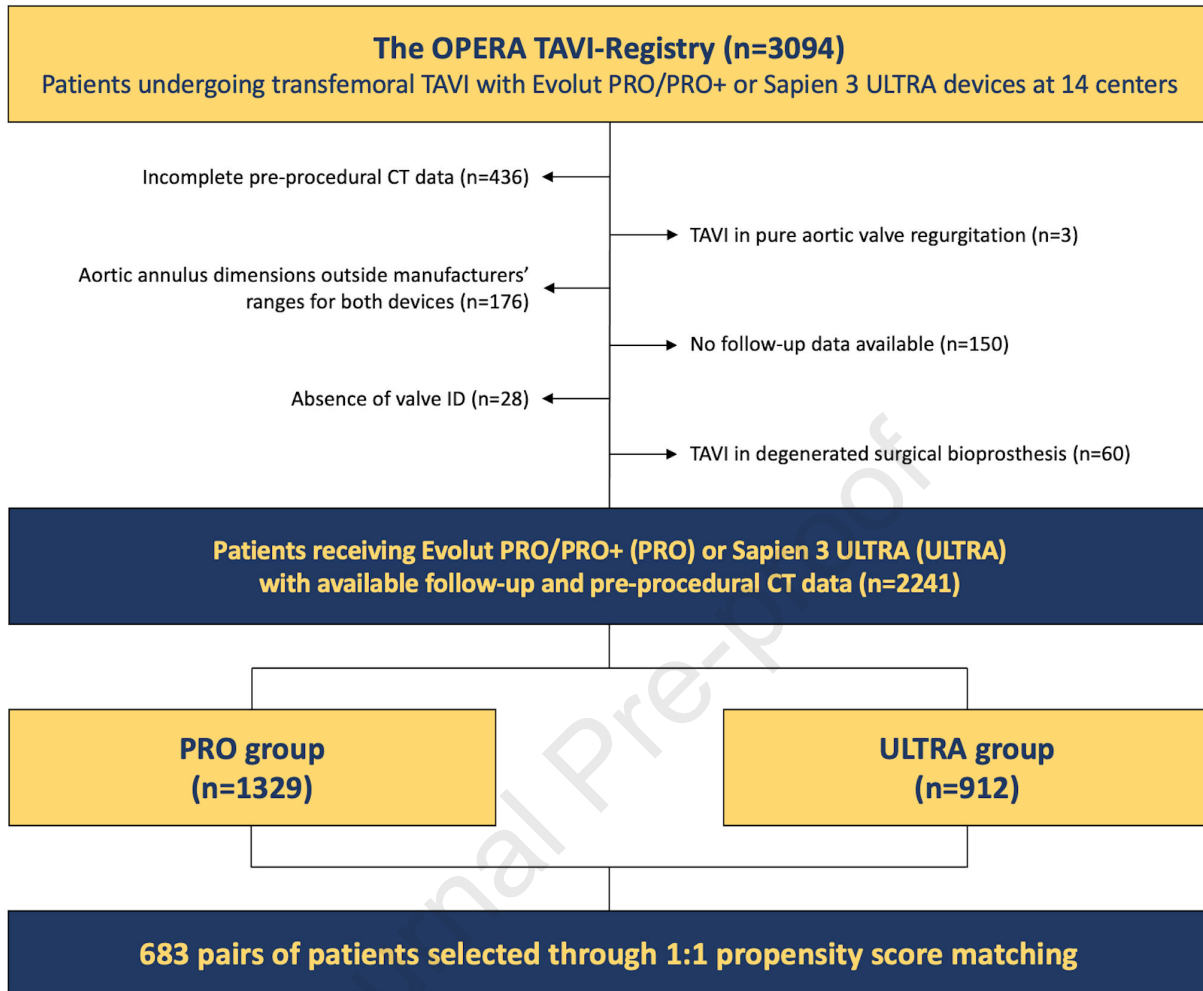 The OPERA TAVI-Registry (n=3094)
Patients undergoing transfemoral TAVI with Evolut PRO/PRO+ or Sapien 3 ULTRA devices at 14 centers
Incomplete pre-procedural CT data (n=436)
TAVI in pure aortic valve regurgitation (n=3)
Aortic annulus dimensions outside manufacturers’
ranges for both devices (n=176)
No follow-up data available (n=150)
Absence of valve ID (n=28)
TAVI in degenerated surgical bioprosthesis (n=60)
Patients receiving Evolut PRO/PRO+ (PRO) or Sapien 3 ULTRA (ULTRA)
with available follow-up and pre-procedural CT data (n=2241)
PRO group
(n=1329)
ULTRA group
(n=912)
683 pairs of patients selected through 1:1 propensity score matching
rnal Pre-proof